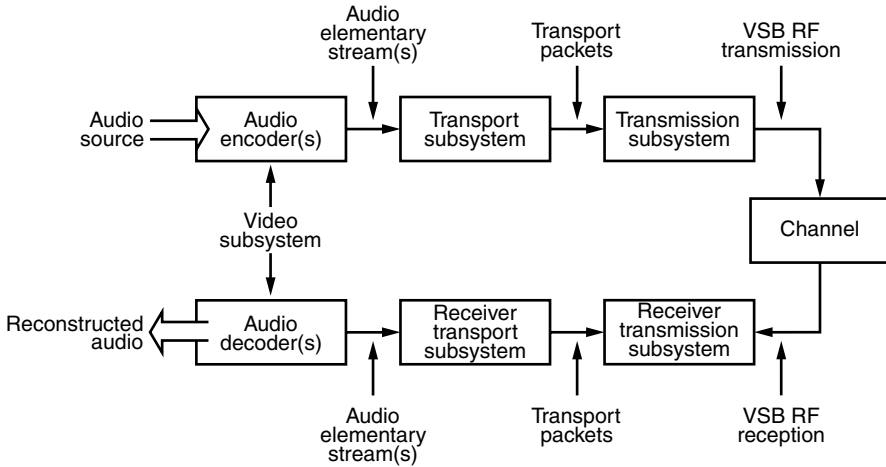 Audio
elementary
stream(s)
Transport
packets
VSB RF
transmission
Audio
source
Audio
encoder(s)
Transport
subsystem
Transmission
subsystem
Video
subsystem
Channel
Reconstructed
audio
Audio
decoder(s)
Receiver
transport
subsystem
Receiver
transmission
subsystem
Audio
elementary
stream(s)
Transport
packets
VSB RF
reception